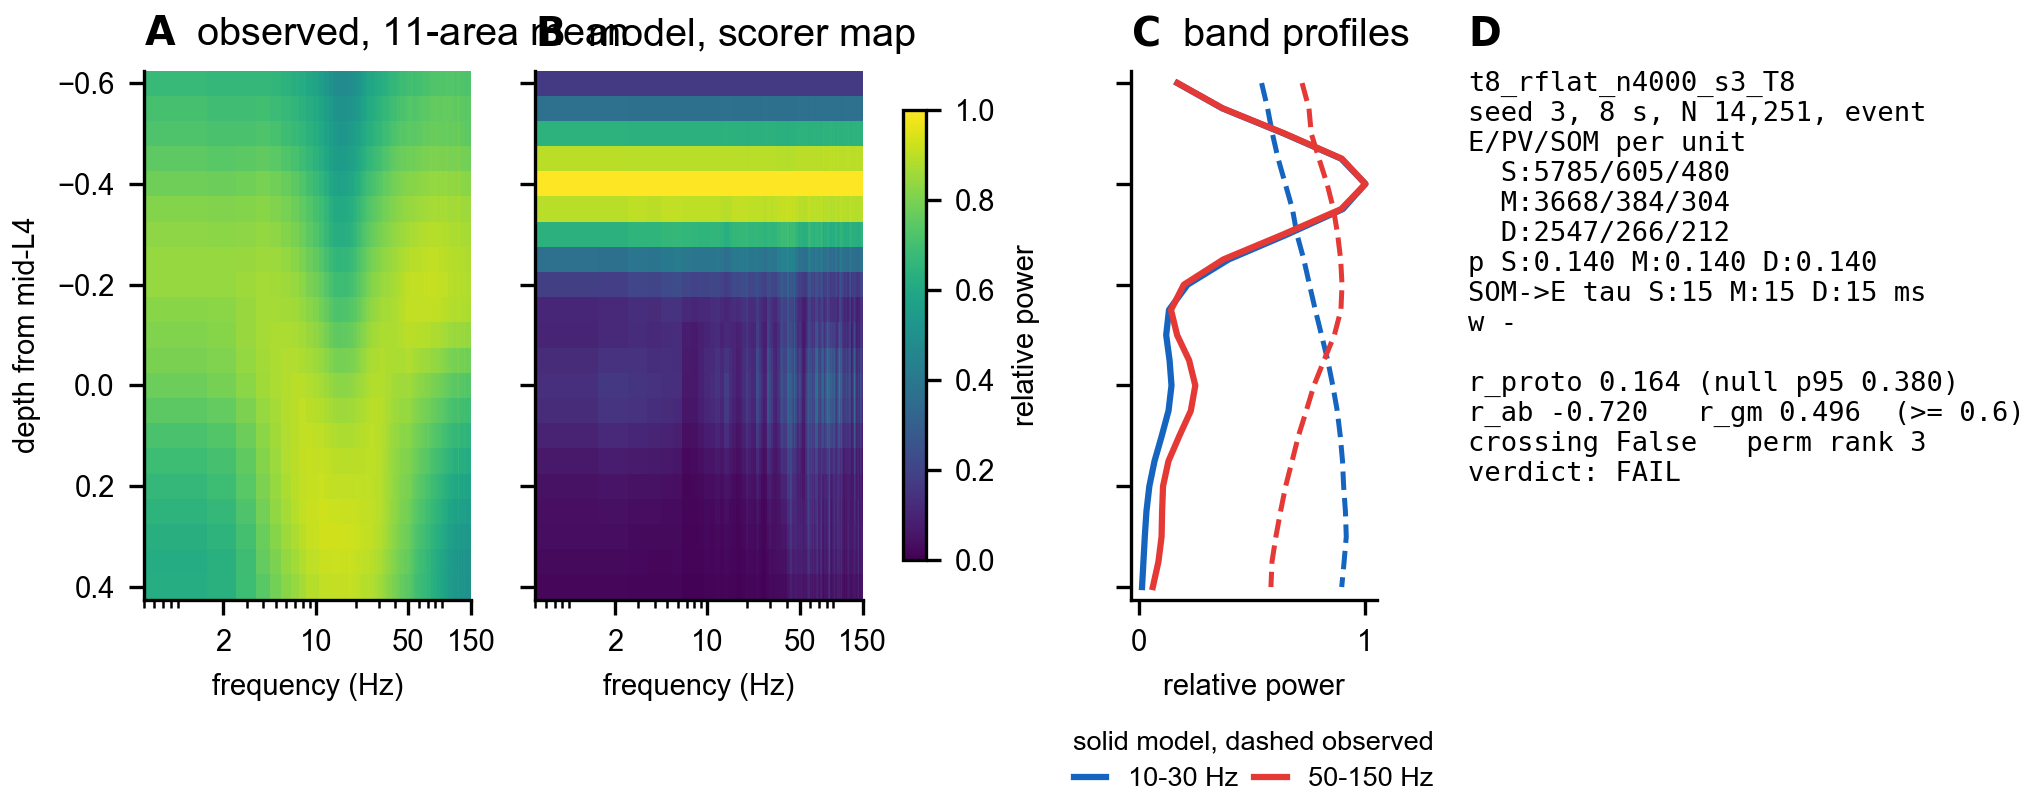 A observed, 11-area mean
B model, scorer map
C band profiles
D
−0.6
−0.4
−0.2
0.0
0.2
0.4
depth from mid-L4
2 10 50 150
frequency (Hz)
2 10 50 150
frequency (Hz)
1.0
0.8
0.6
0.4
0.2
0.0
relative power
0 1
relative power
solid model, dashed observed
10-30 Hz 50-150 Hz
t8_rflat_n4000_s3_T8
seed 3, 8 s, N 14,251, event
E/PV/SOM per unit
S:5785/605/480
M:3668/384/304
D:2547/266/212
p S:0.140 M:0.140 D:0.140
SOM->E tau S:15 M:15 D:15 ms
w -
r_proto 0.164 (null p95 0.380)
r_ab -0.720 r_gm 0.496 (>= 0.6)
crossing False perm rank 3
verdict: FAIL